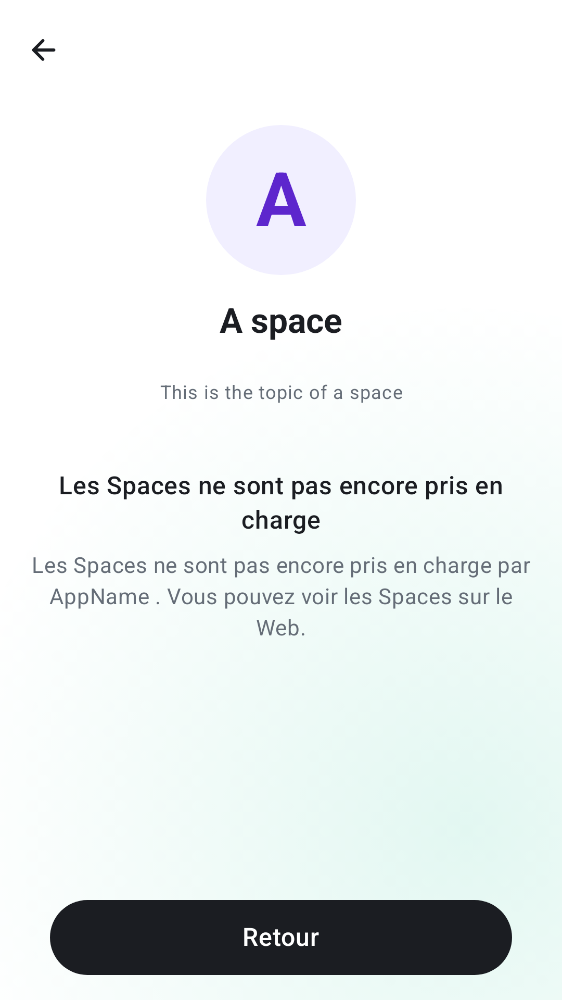 A
A space
This is the topic of a space
Les Spaces ne sont pas encore pris en
charge
Les Spaces ne sont pas encore pris en charge par
AppName . Vous pouvez voir les Spaces sur le
Web.
Retour